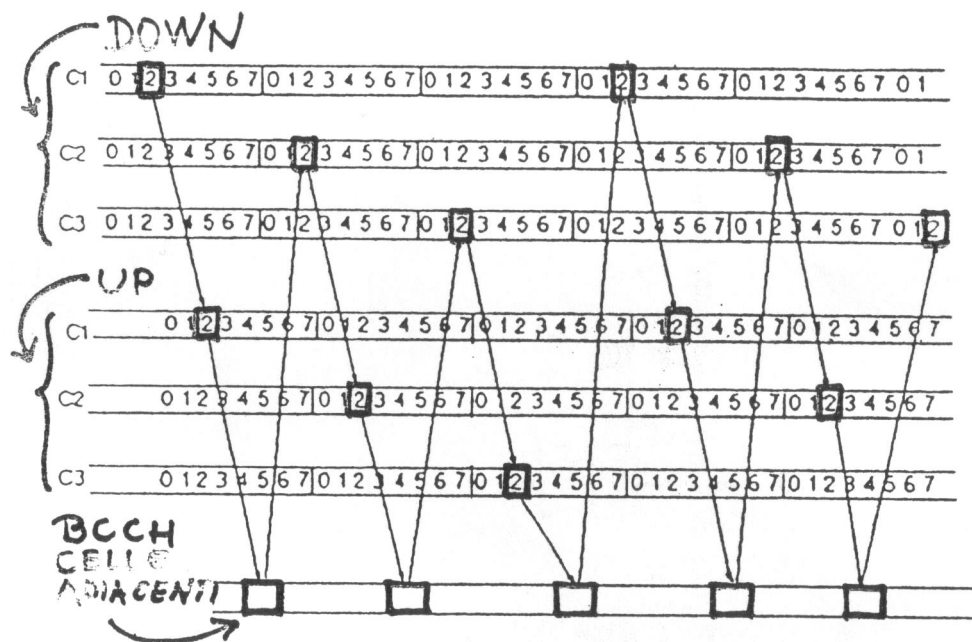 DOWN
C1 0 1 2 3 4 5 6 7 0 1 2 3 4 5 6 7 0 1 2 3 4 5 6 7 0 1 2 3 4 5 6 7 0 1 2 3 4 5 6 7 0 1
C2 0 1 2 3 4 5 6 7 0 1 2 3 4 5 6 7 0 1 2 3 4 5 6 7 0 1 2 3 4 5 6 7 0 1 2 3 4 5 6 7 0 1
C3 0 1 2 3 4 5 6 7 0 1 2 3 4 5 6 7 0 1 2 3 4 5 6 7 0 1 2 3 4 5 6 7 0 1 2 3 4 5 6 7 0 1 2
UP
C1 0 1 2 3 4 5 6 7 0 1 2 3 4 5 6 7 0 1 2 3 4 5 6 7 0 1 2 3 4 5 6 7 0 1 2 3 4 5 6 7
C2 0 1 2 3 4 5 6 7 0 1 2 3 4 5 6 7 0 1 2 3 4 5 6 7 0 1 2 3 4 5 6 7 0 1 2 3 4 5 6 7
C3 0 1 2 3 4 5 6 7 0 1 2 3 4 5 6 7 0 1 2 3 4 5 6 7 0 1 2 3 4 5 6 7 0 1 2 3 4 5 6 7
BCCH
CELLE
ADIACENTI